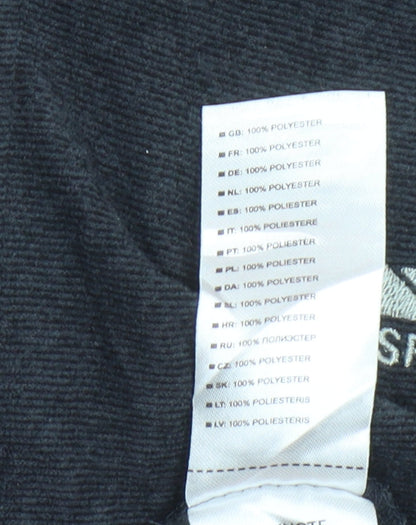 GB: 100% POLYESTER
FR: 100% POLYESTER
DE: 100% POLYESTER
NL: 100% POLYESTER
ES: 100% POLIESTER
IT: 100% POLIESTERE
PT: 100% POLIÉSTER
PL: 100% POLIESTER
DA: 100% POLYESTER
SL: 100% POLYESTER
HR: 100% POLYESTER
RU: 100% ПОЛИЭСТЕР
CZ: 100% POLYESTER
SK: 100% POLYESTER
LT: 100% POLIESTERIS
LV: 100% POLIESTERIS
SP